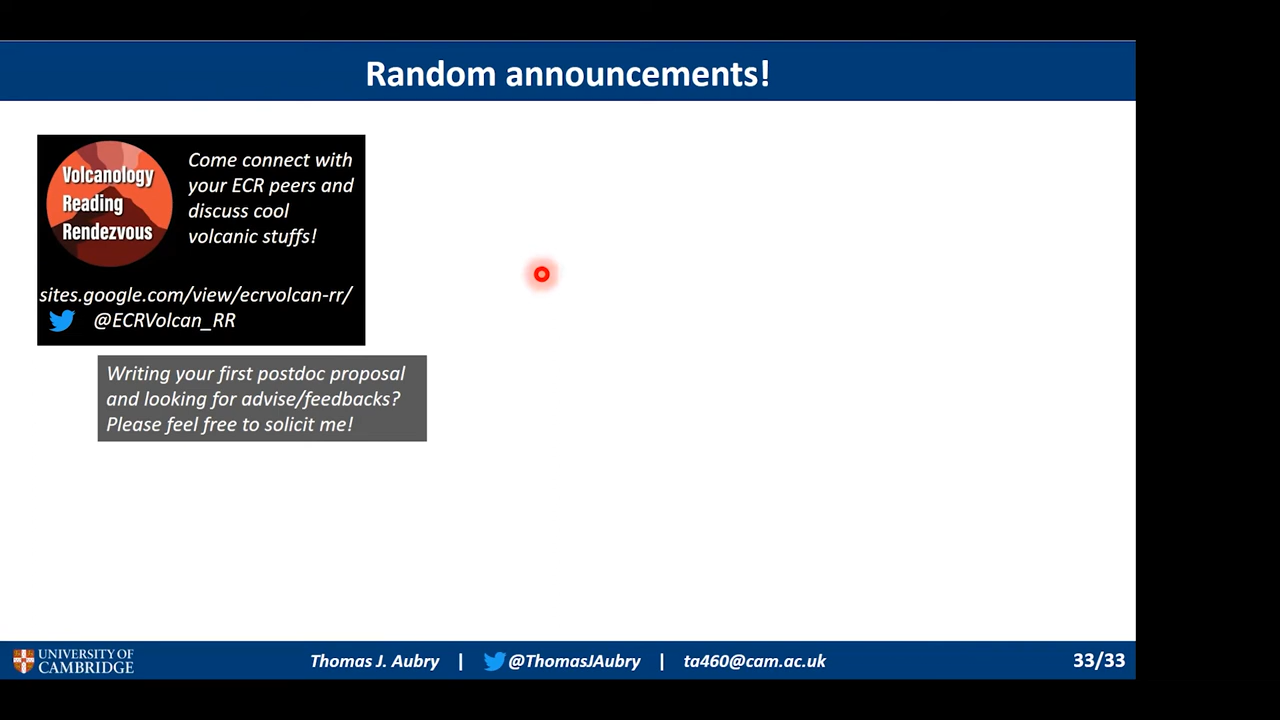 Random announcements!
Volcanology
Reading
Rendezvous
Come connect with
your ECR peers and
discuss cool
volcanic stuffs!
sites.google.com/view/ecrvolcan-rr/
@ECRVolcan_RR
Writing your first postdoc proposal
and looking for advise/feedbacks?
Please feel free to solicit me!
UNIVERSITY OF
CAMBRIDGE
Thomas J. Aubry | @ThomasJAubry | ta460@cam.ac.uk
33/33